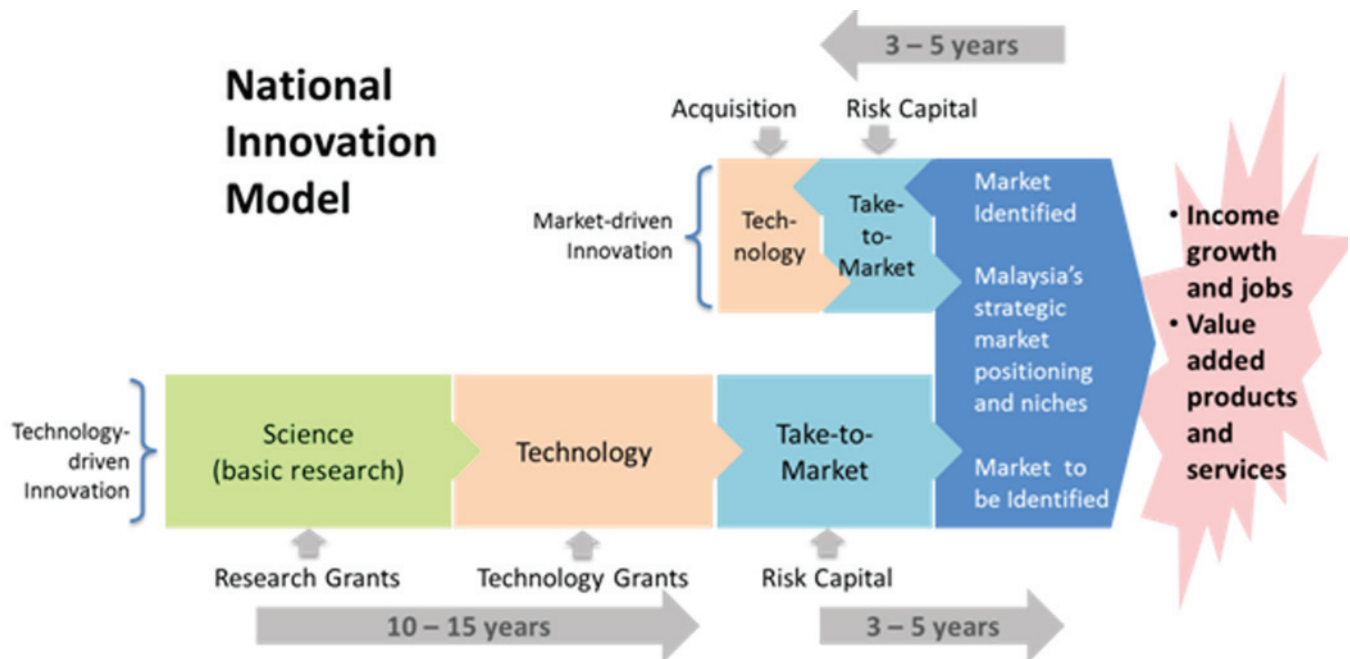 National
Innovation
Model
3 – 5 years
Acquisition
Risk Capital
Market-driven
Innovation
Tech-
nology
Take-
to-
Market
Market
Identified
Malaysia's
strategic
market
positioning
and niches
Market to
be Identified
• Income
growth
and jobs
• Value
added
products
and
services
Technology-
driven
Innovation
Science
(basic research)
Technology
Take-to-
Market
Research Grants
Technology Grants
Risk Capital
10 – 15 years
3 – 5 years